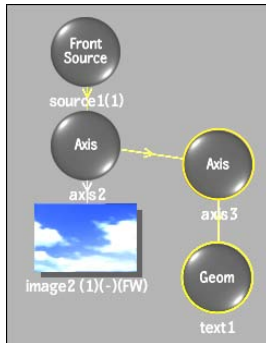 Front
Source
source1(1)
Axis
axis2
Axis
axis3
image2 (1)(-)(FW)
Geom
text1